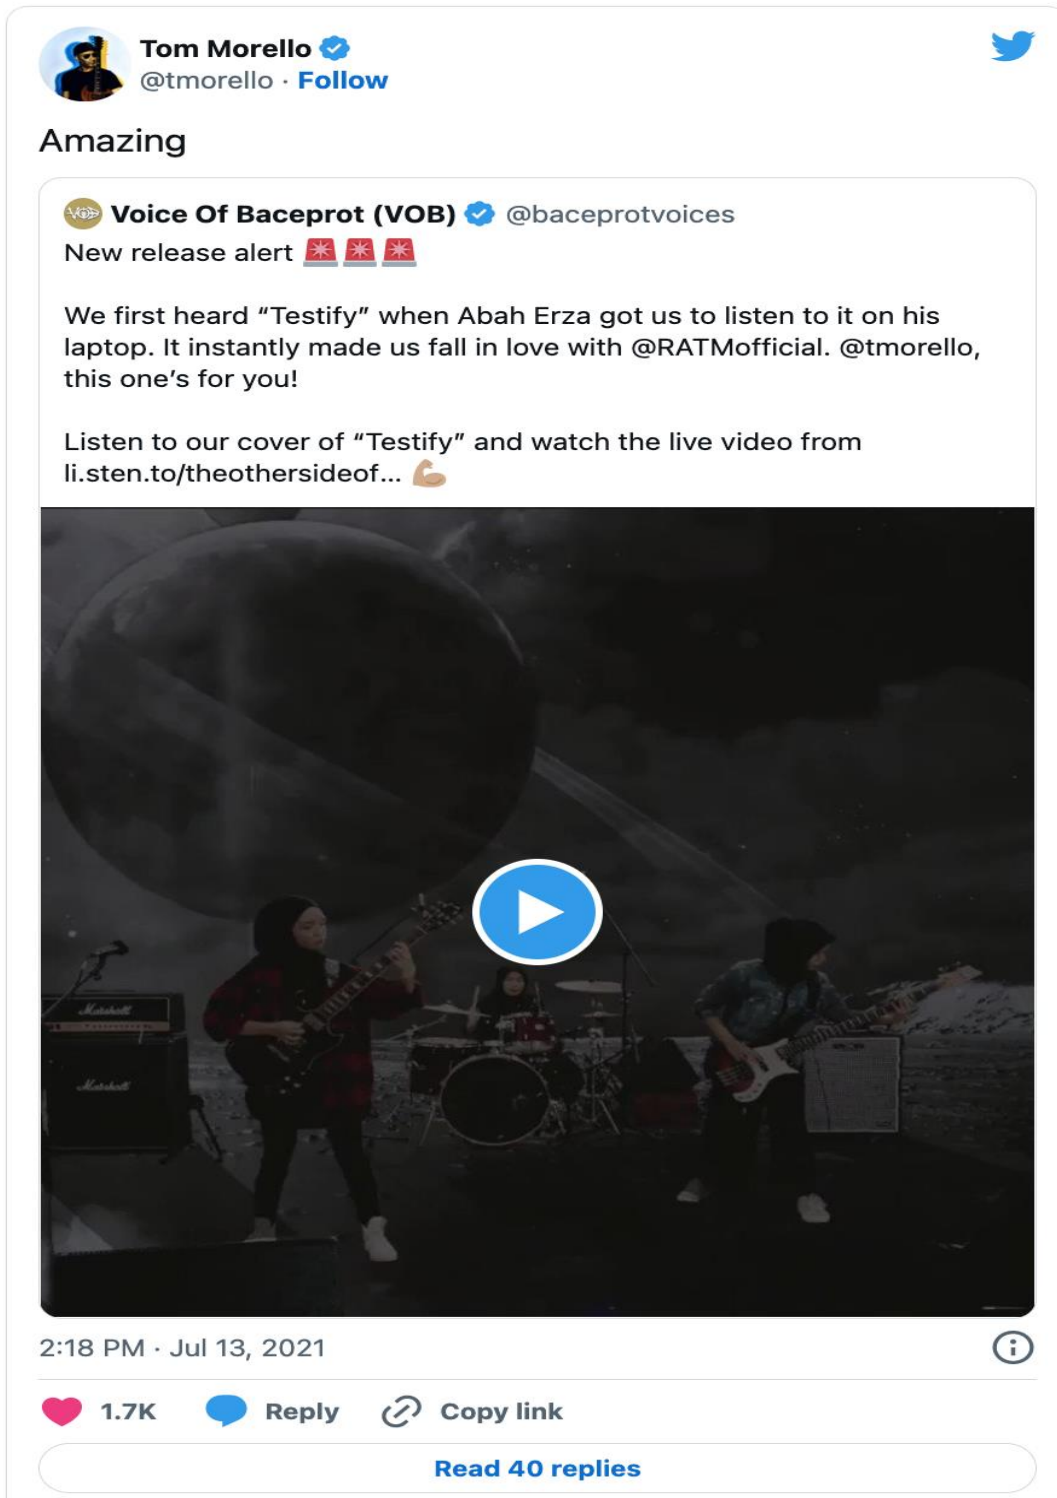 Tom Morello
@tmorello · Follow
Amazing
VOB Voice Of Baceprot (VOB) @baceprotvoices
New release alert 🚨🚨🚨
We first heard “Testify” when Abah Erza got us to listen to it on his
laptop. It instantly made us fall in love with @RATMofficial. @tmorello,
this one’s for you!
Listen to our cover of “Testify” and watch the live video from
li.sten.to/theothersideof... 💪🏼
Marshall
Marshall
2:18 PM · Jul 13, 2021
1.7K Reply Copy link
Read 40 replies